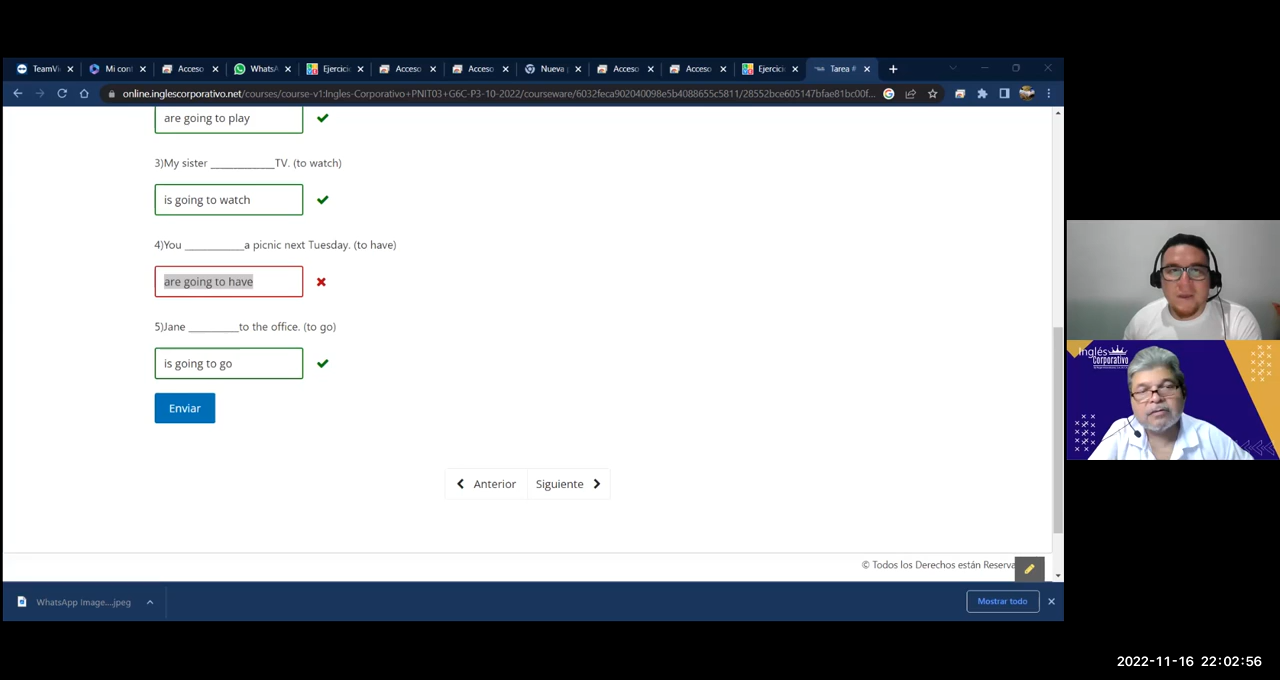 TeamVi
Mi cont
Acceso
WhatsA
Ejercici
Acceso
Acceso
Nueva
Acceso
Acceso
Ejercici
Tarea #
online.inglescorporativo.net/courses/course-v1:Ingles-Corporativo+PNIT03+G6C-P3-10-2022/courseware/6032feca902040098e5b4088655c5811/28552bce605147bfae81bc00f...
are going to play
3)My sister ____________TV. (to watch)
is going to watch
4)You ___________a picnic next Tuesday. (to have)
are going to have
5)Jane _________to the office. (to go)
is going to go
Enviar
Anterior
Siguiente
© Todos los Derechos están Reserva
WhatsApp Image....jpeg
Mostrar todo
Inglés
Corporativo
2022-11-16 22:02:56